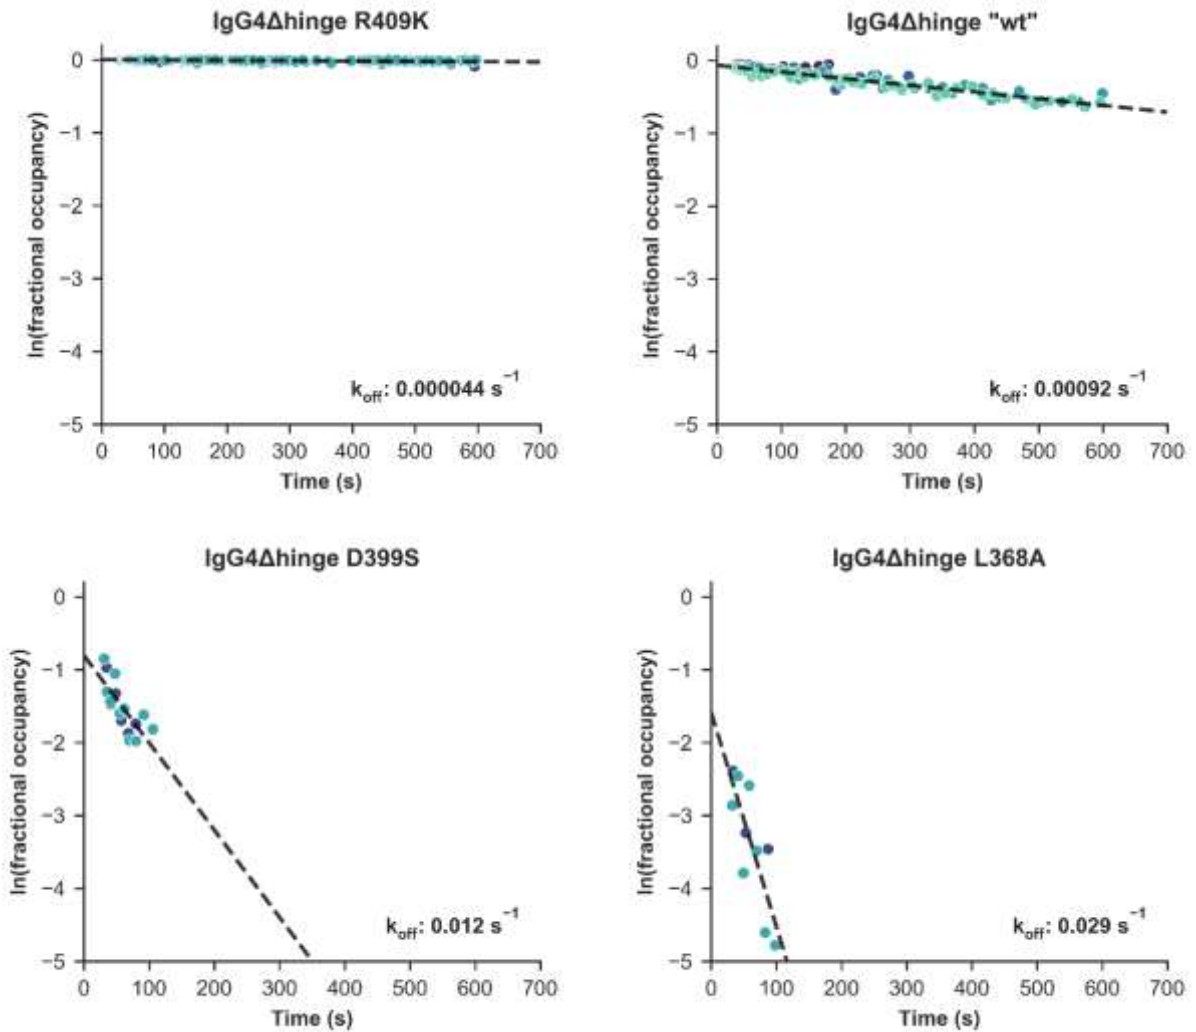 IgG4Δhinge R409K
0
−1
−2
−3
−4
−5
ln(fractional occupancy)
k_off: 0.000044 s⁻¹
0 100 200 300 400 500 600 700
Time (s)
IgG4Δhinge "wt"
0
−1
−2
−3
−4
−5
ln(fractional occupancy)
k_off: 0.00092 s⁻¹
0 100 200 300 400 500 600 700
Time (s)
IgG4Δhinge D399S
0
−1
−2
−3
−4
−5
ln(fractional occupancy)
k_off: 0.012 s⁻¹
0 100 200 300 400 500 600 700
Time (s)
IgG4Δhinge L368A
0
−1
−2
−3
−4
−5
ln(fractional occupancy)
k_off: 0.029 s⁻¹
0 100 200 300 400 500 600 700
Time (s)